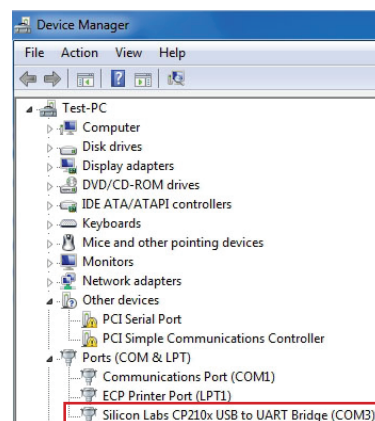 Device Manager
File Action View Help
Test-PC
Computer
Disk drives
Display adapters
DVD/CD-ROM drives
IDE ATA/ATAPI controllers
Keyboards
Mice and other pointing devices
Monitors
Network adapters
Other devices
PCI Serial Port
PCI Simple Communications Controller
Ports (COM & LPT)
Communications Port (COM1)
ECP Printer Port (LPT1)
Silicon Labs CP210x USB to UART Bridge (COM3)